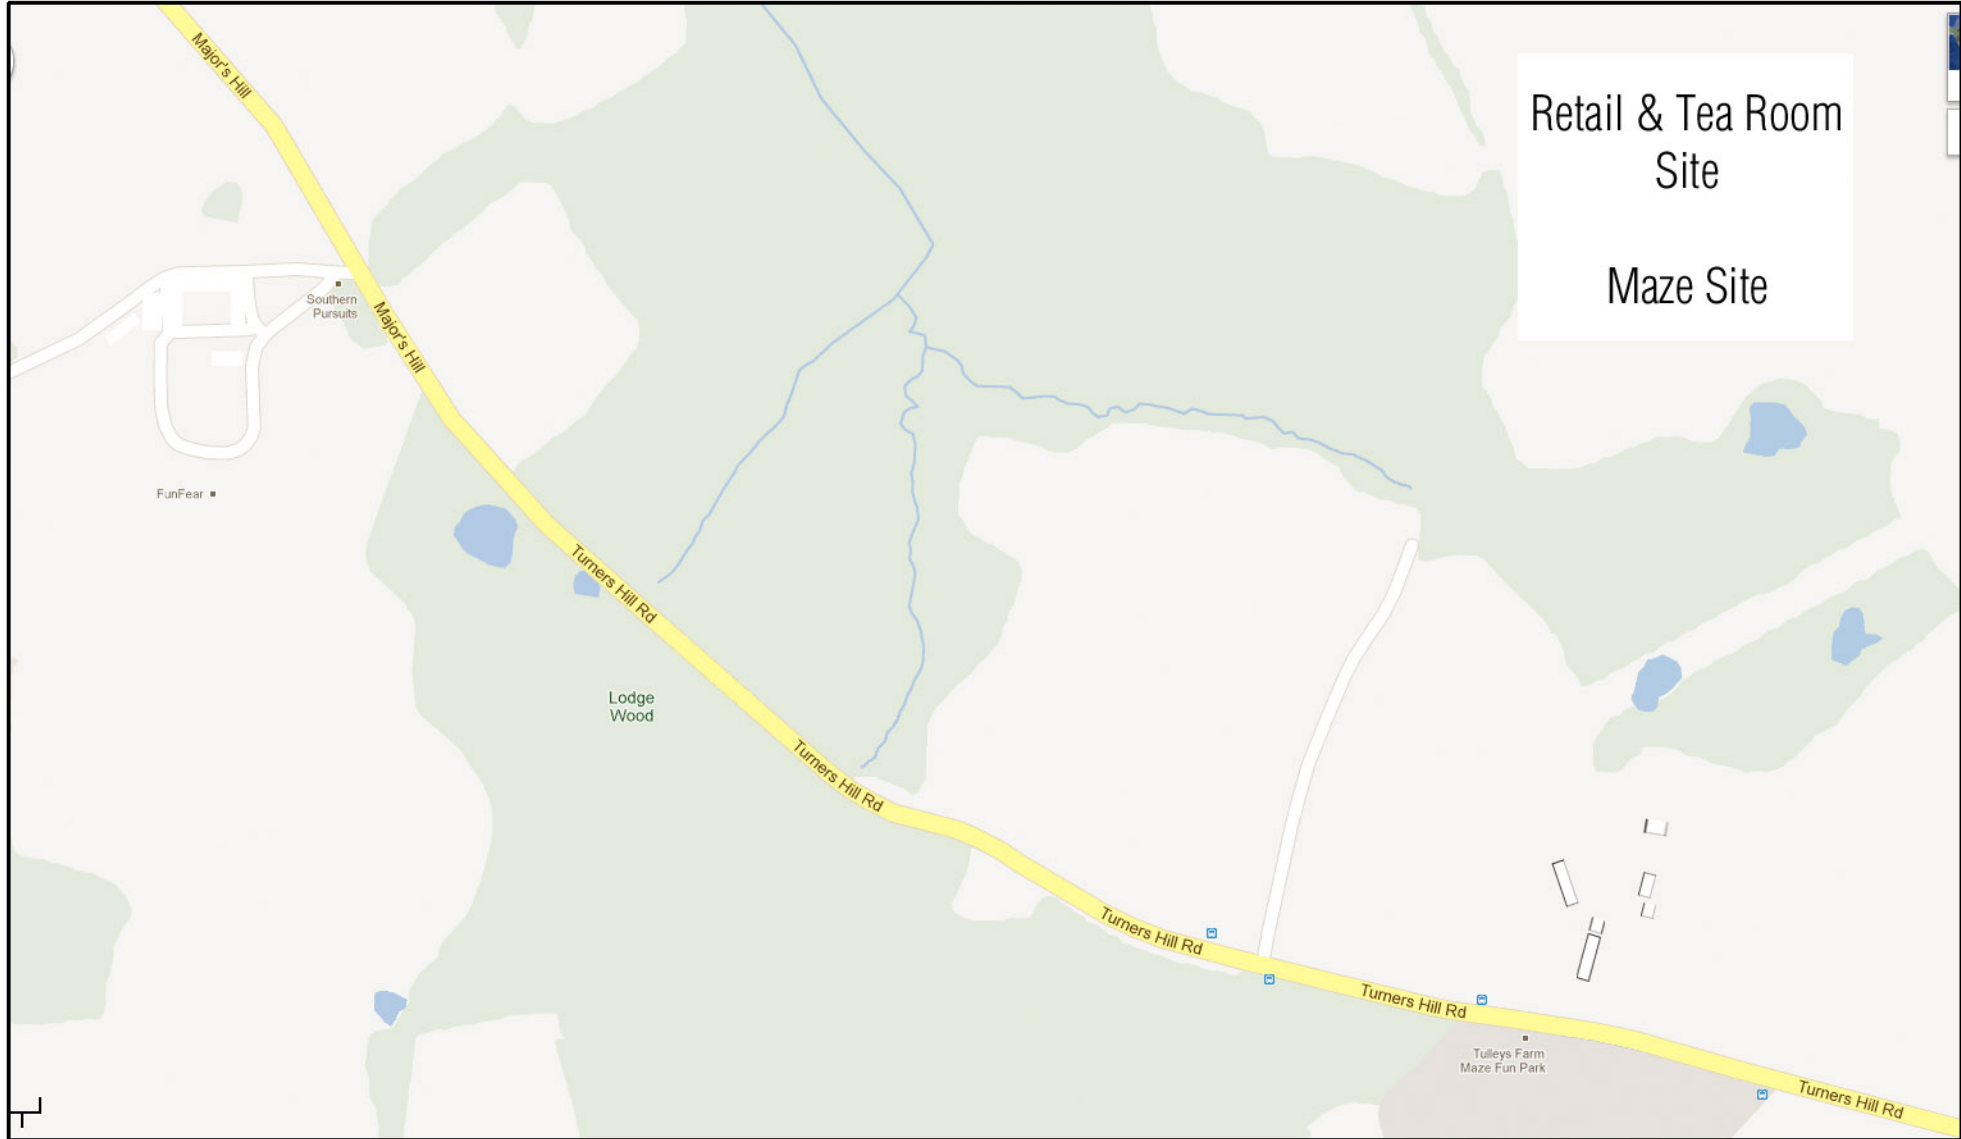 Major's Hill
Retail & Tea Room
Site
Maze Site
Southern
Pursuits
Major's Hill
FunFear
Turners Hill Rd
Lodge
Wood
Turners Hill Rd
Turners Hill Rd
Turners Hill Rd
Tulleys Farm
Maze Fun Park
Turners Hill Rd